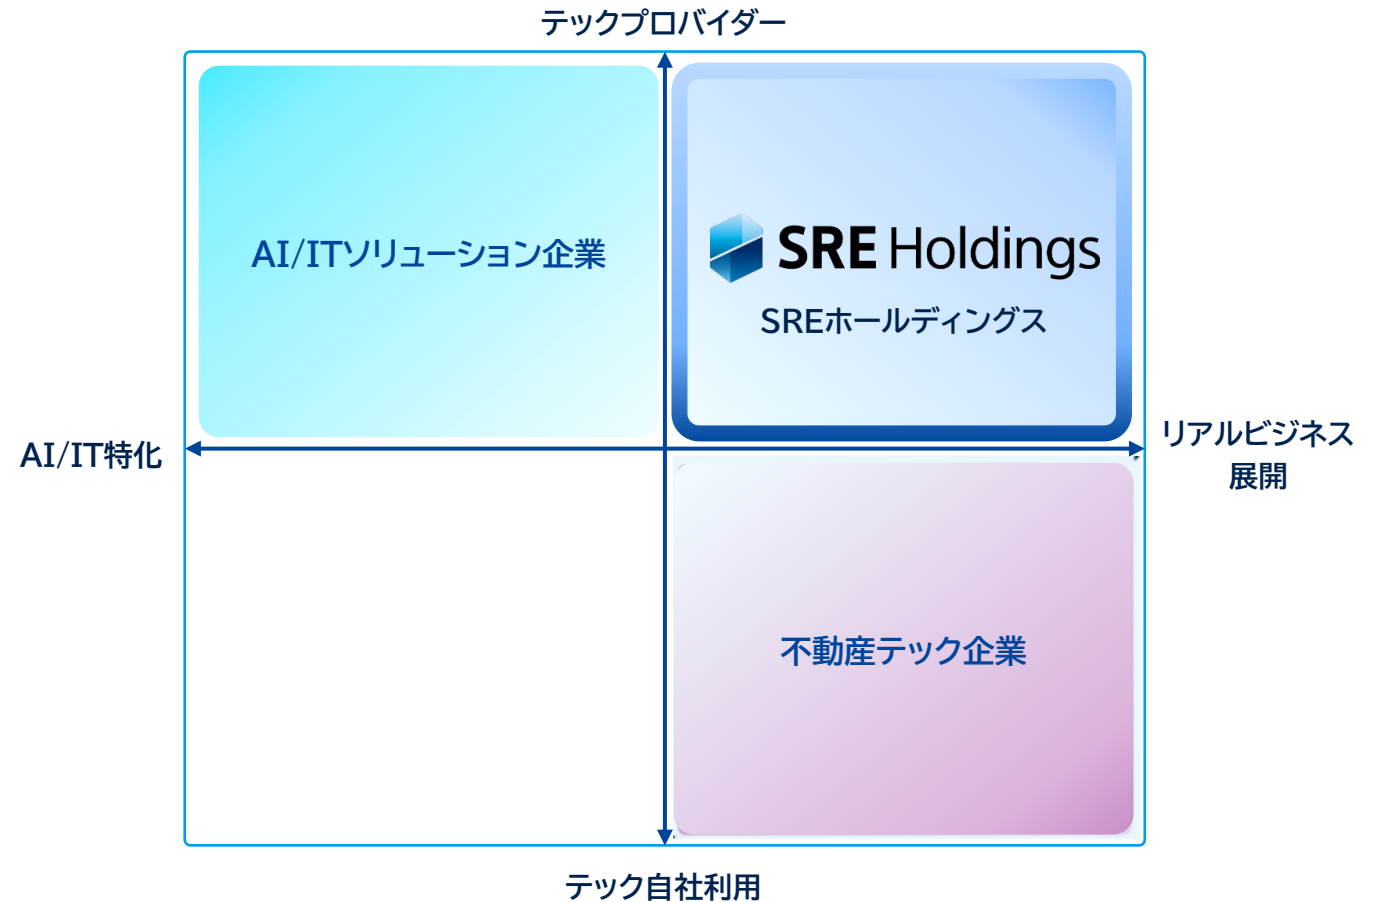 テックプロバイダー
AI/ITソリューション企業
SRE Holdings
SREホールディングス
AI/IT特化
リアルビジネス
展開
不動産テック企業
テック自社利用